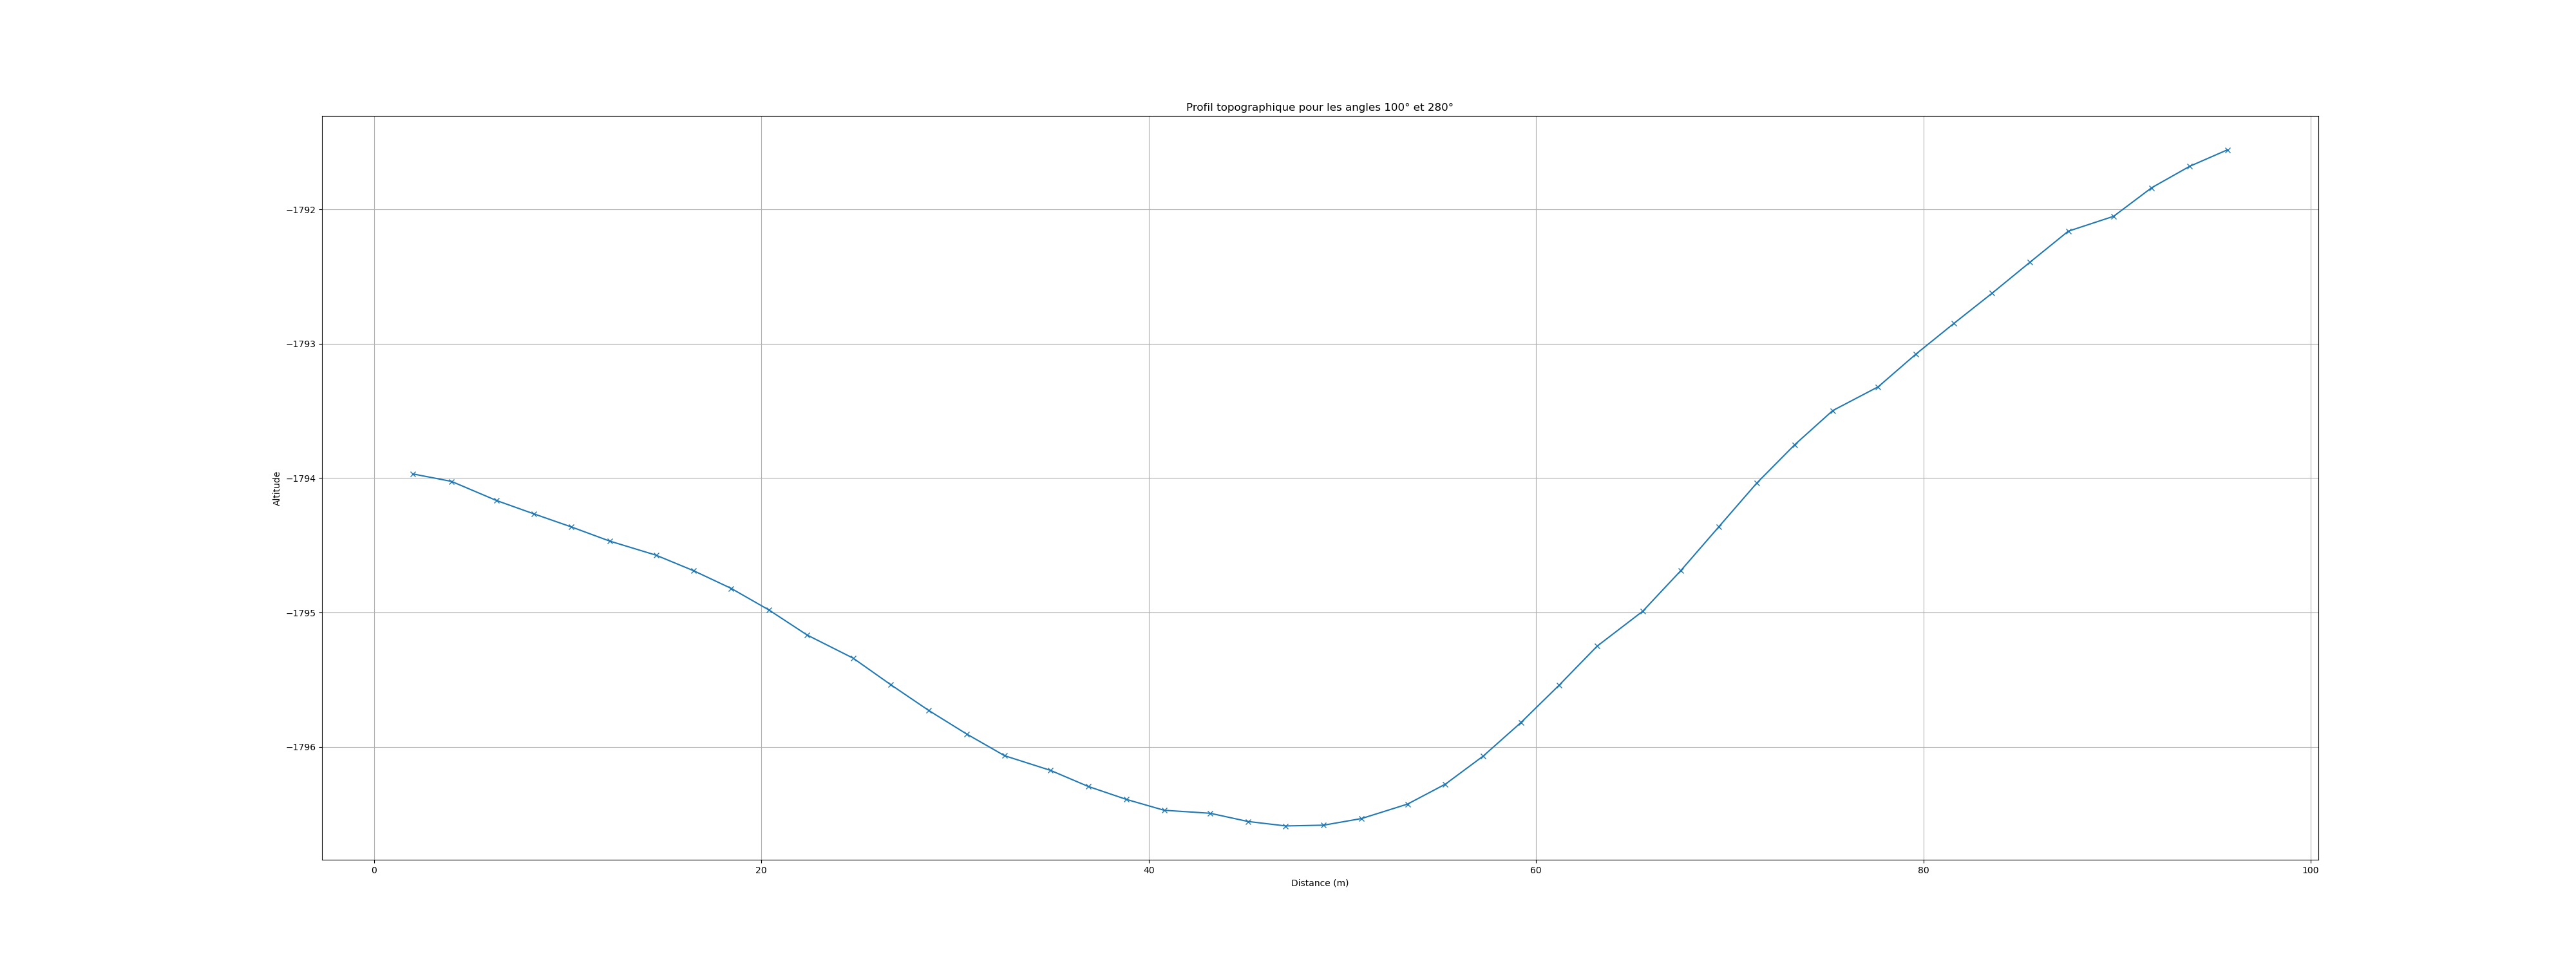 Profil topographique pour les angles 100° et 280°
Altitude
−1792
−1793
−1794
−1795
−1796
0 20 40 60 80 100
Distance (m)